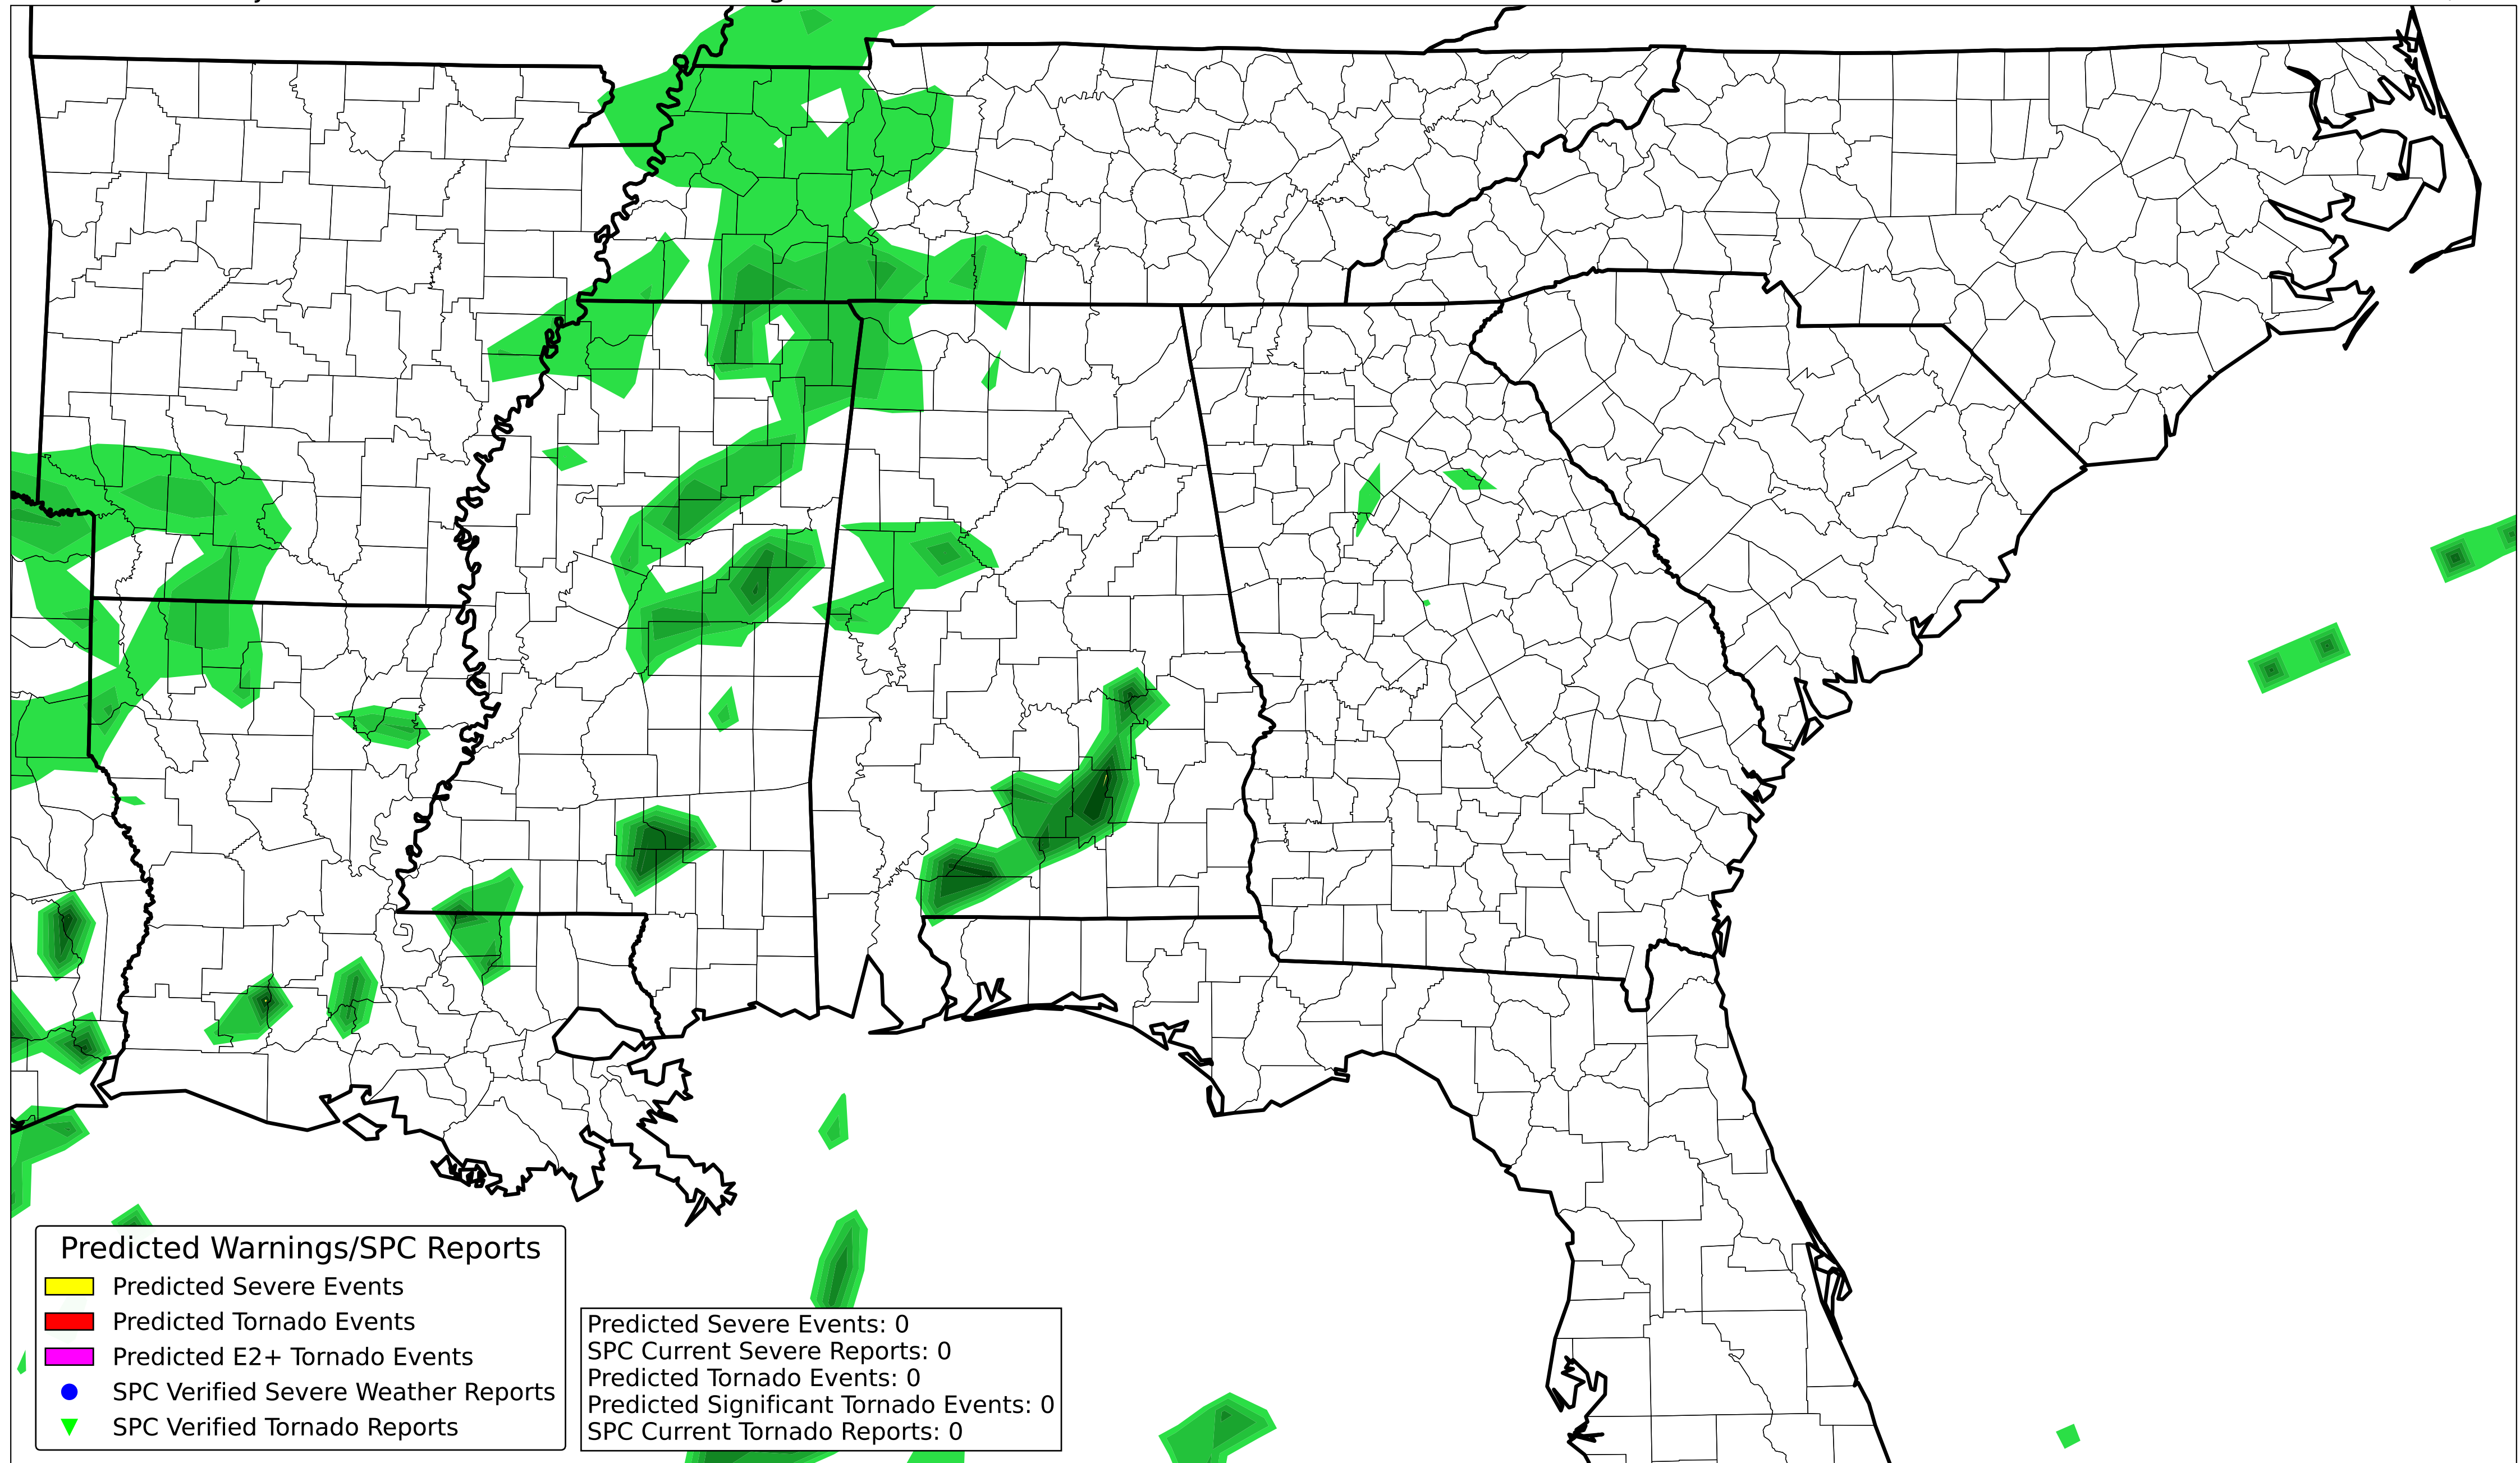 Predicted Warnings/SPC Reports
Predicted Severe Events
Predicted Tornado Events
Predicted E2+ Tornado Events
SPC Verified Severe Weather Reports
SPC Verified Tornado Reports
Predicted Severe Events: 0
SPC Current Severe Reports: 0
Predicted Tornado Events: 0
Predicted Significant Tornado Events: 0
SPC Current Tornado Reports: 0